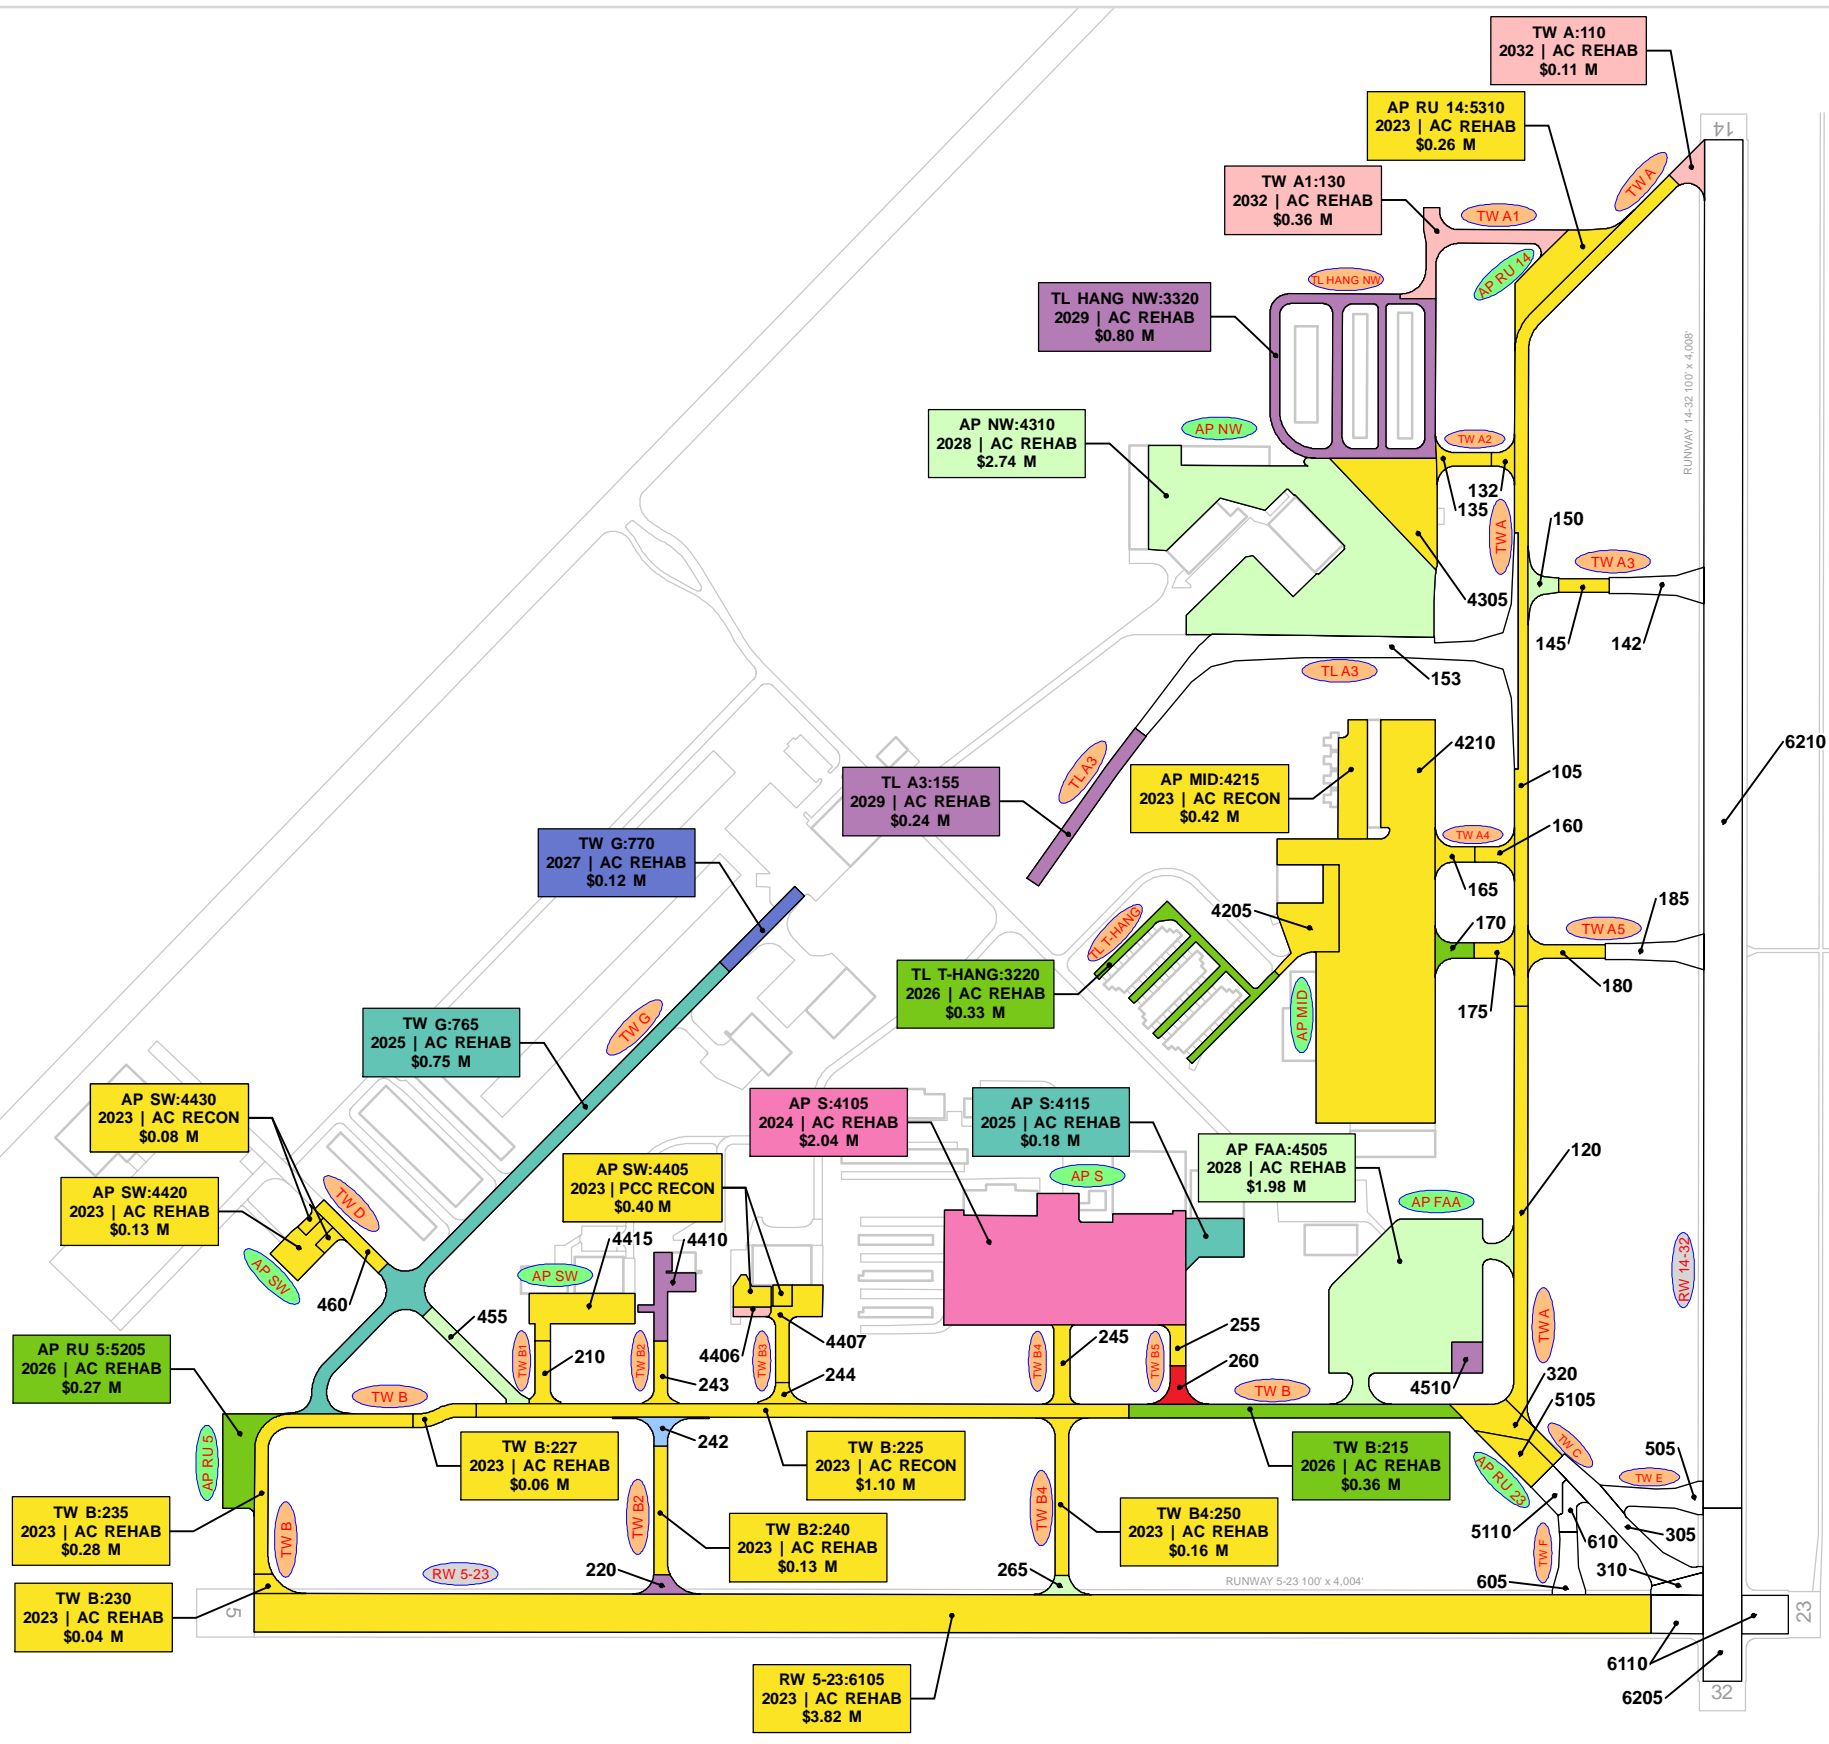 TW A:110
2032 | AC REHAB
$0.11 M
AP RU 14:5310
2023 | AC REHAB
$0.26 M
14
TW A
TW A1:130
2032 | AC REHAB
$0.36 M
TW A1
AP RU 14
TL HANG NW
TL HANG NW:3320
2029 | AC REHAB
$0.80 M
RUNWAY 14-32 100' x 4,008'
AP NW:4310
2028 | AC REHAB
$2.74 M
AP NW
TW A2
132
135
TW A
150
TW A3
4305
145
142
153
TL A3
4210
6210
TL A3
105
TL A3:155
2029 | AC REHAB
$0.24 M
AP MID:4215
2023 | AC RECON
$0.42 M
TW A4
160
165
TW G:770
2027 | AC REHAB
$0.12 M
4205
185
170
TW A5
TL T-HANG
TL T-HANG:3220
2026 | AC REHAB
$0.33 M
180
175
AP MID
TW G:765
2025 | AC REHAB
$0.75 M
TW G
AP SW:4430
2023 | AC RECON
$0.08 M
AP S:4105
2024 | AC REHAB
$2.04 M
AP S:4115
2025 | AC REHAB
$0.18 M
120
AP FAA:4505
2028 | AC REHAB
$1.98 M
AP SW:4405
2023 | PCC RECON
$0.40 M
AP S
AP SW:4420
2023 | AC REHAB
$0.13 M
TW D
AP FAA
4415
4410
AP SW
AP SW
RW 14-32
460
455
TW A
AP RU 5:5205
2026 | AC REHAB
$0.27 M
TW B1
210
TW B2
243
4406
TW B3
4407
244
TW B4
245
TW B5
255
260
TW B
4510
320
5105
TW B
242
TW B:227
2023 | AC REHAB
$0.06 M
TW B:225
2023 | AC RECON
$1.10 M
TW B:215
2026 | AC REHAB
$0.36 M
TW C
505
AP RU 5
AP RU 23
TW E
TW B:235
2023 | AC REHAB
$0.28 M
TW B
TW B2
TW B2:240
2023 | AC REHAB
$0.13 M
TW B4
TW B4:250
2023 | AC REHAB
$0.16 M
5110
610
305
TW F
RW 5-23
220
265
RUNWAY 5-23 100' x 4,004'
605
310
TW B:230
2023 | AC REHAB
$0.04 M
5
23
6110
RW 5-23:6105
2023 | AC REHAB
$3.82 M
6205
32